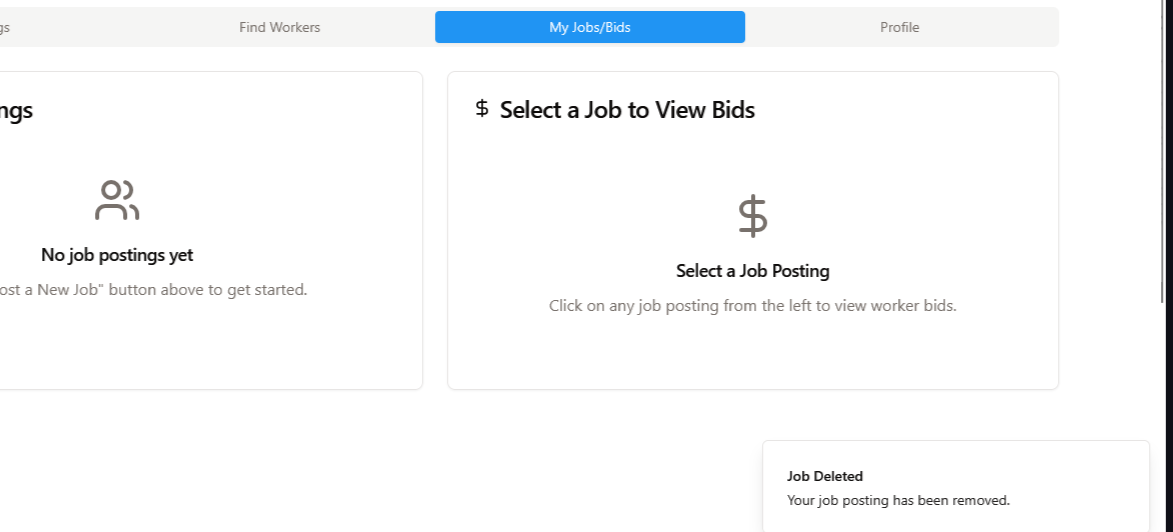 gs
Find Workers
My Jobs/Bids
Profile
ngs
$ Select a Job to View Bids
No job postings yet
ost a New Job" button above to get started.
Select a Job Posting
Click on any job posting from the left to view worker bids.
Job Deleted
Your job posting has been removed.